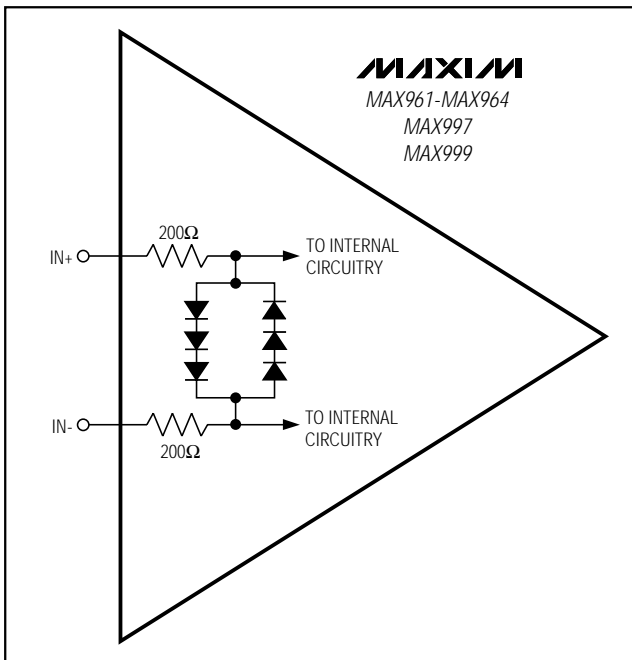 MAXIM
MAX961-MAX964
MAX997
MAX999
200Ω
IN+
TO INTERNAL
CIRCUITRY
IN-
TO INTERNAL
CIRCUITRY
200Ω